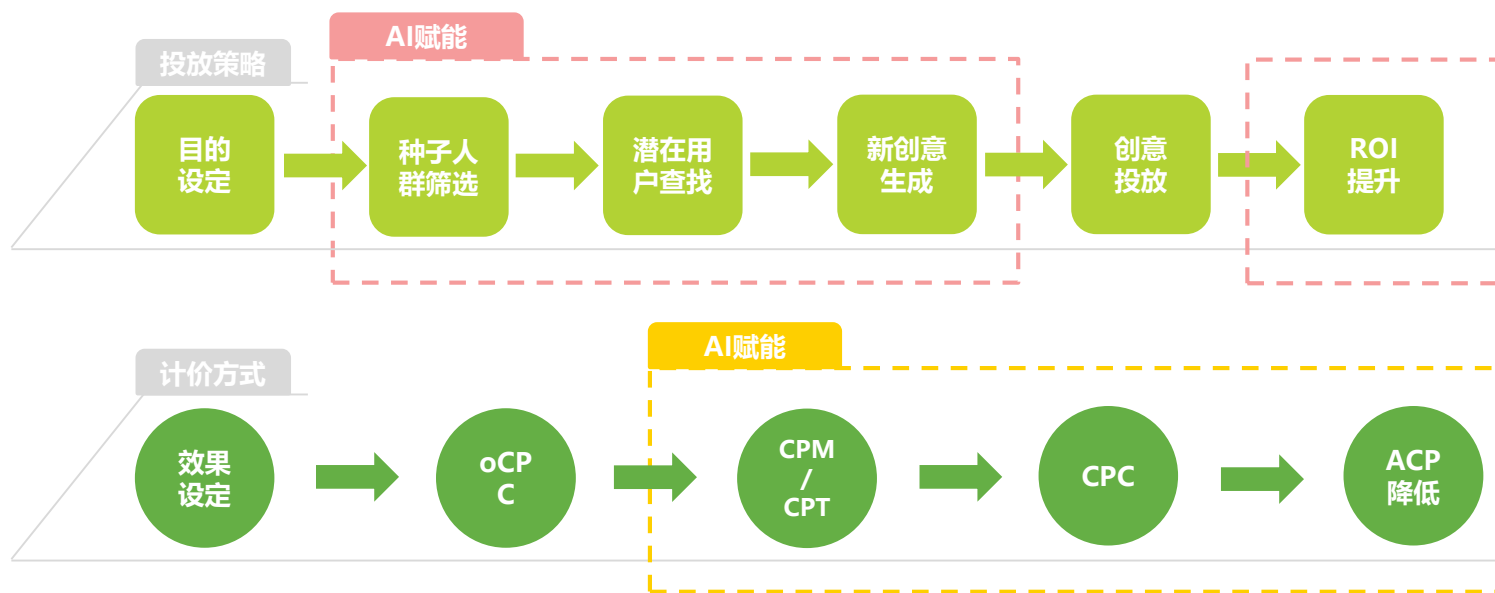 AI赋能
投放策略
目的
设定
种子人
群筛选
潜在用
户查找
新创意
生成
创意
投放
ROI
提升
AI赋能
计价方式
效果
设定
oCP
C
CPM
/
CPT
CPC
ACP
降低